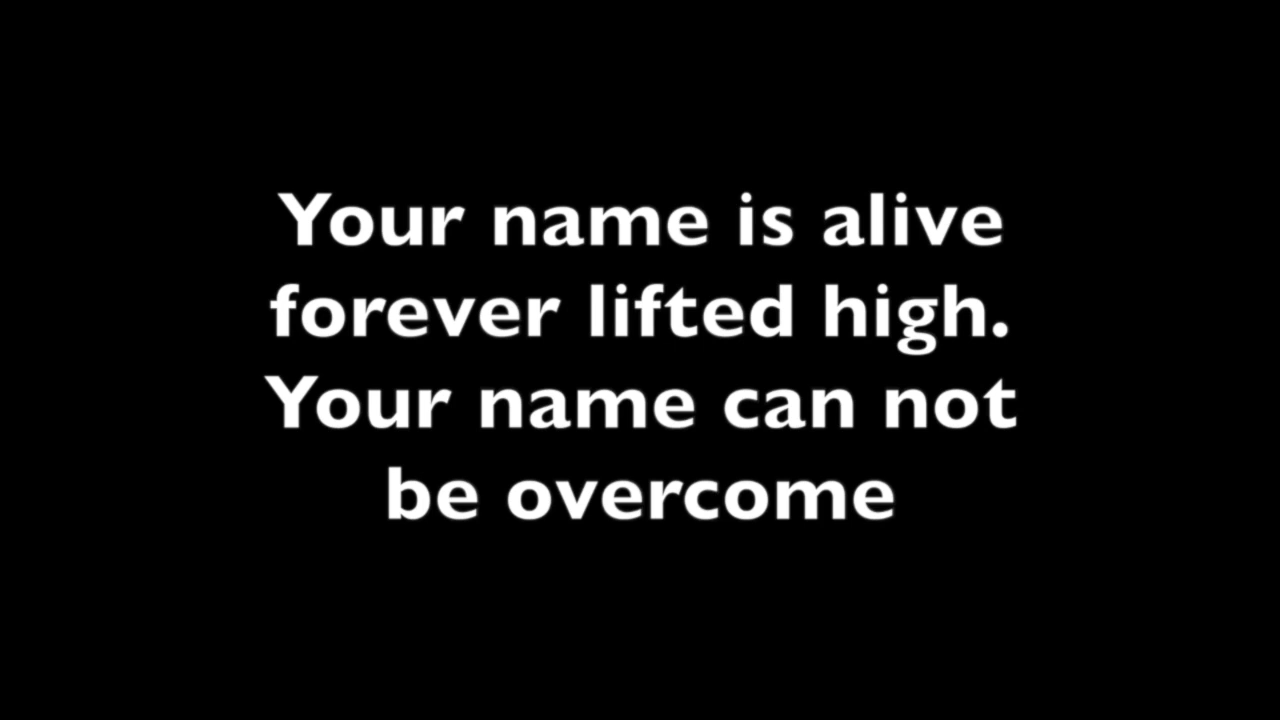 Your name is alive
forever lifted high.
Your name can not
be overcome